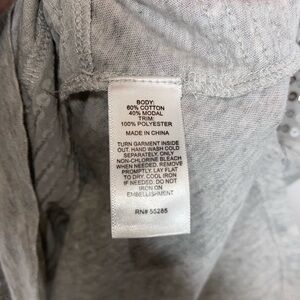 BODY:
60% COTTON
40% MODAL
TRIM:
100% POLYESTER
MADE IN CHINA
TURN GARMENT INSIDE
OUT. HAND WASH COLD
SEPARATELY. ONLY
NON-CHLORINE BLEACH
WHEN NEEDED. REMOVE
PROMPTLY. LAY FLAT
TO DRY. COOL IRON
IF NEEDED. DO NOT
IRON ON
EMBELLISHMENT
RN# 55285